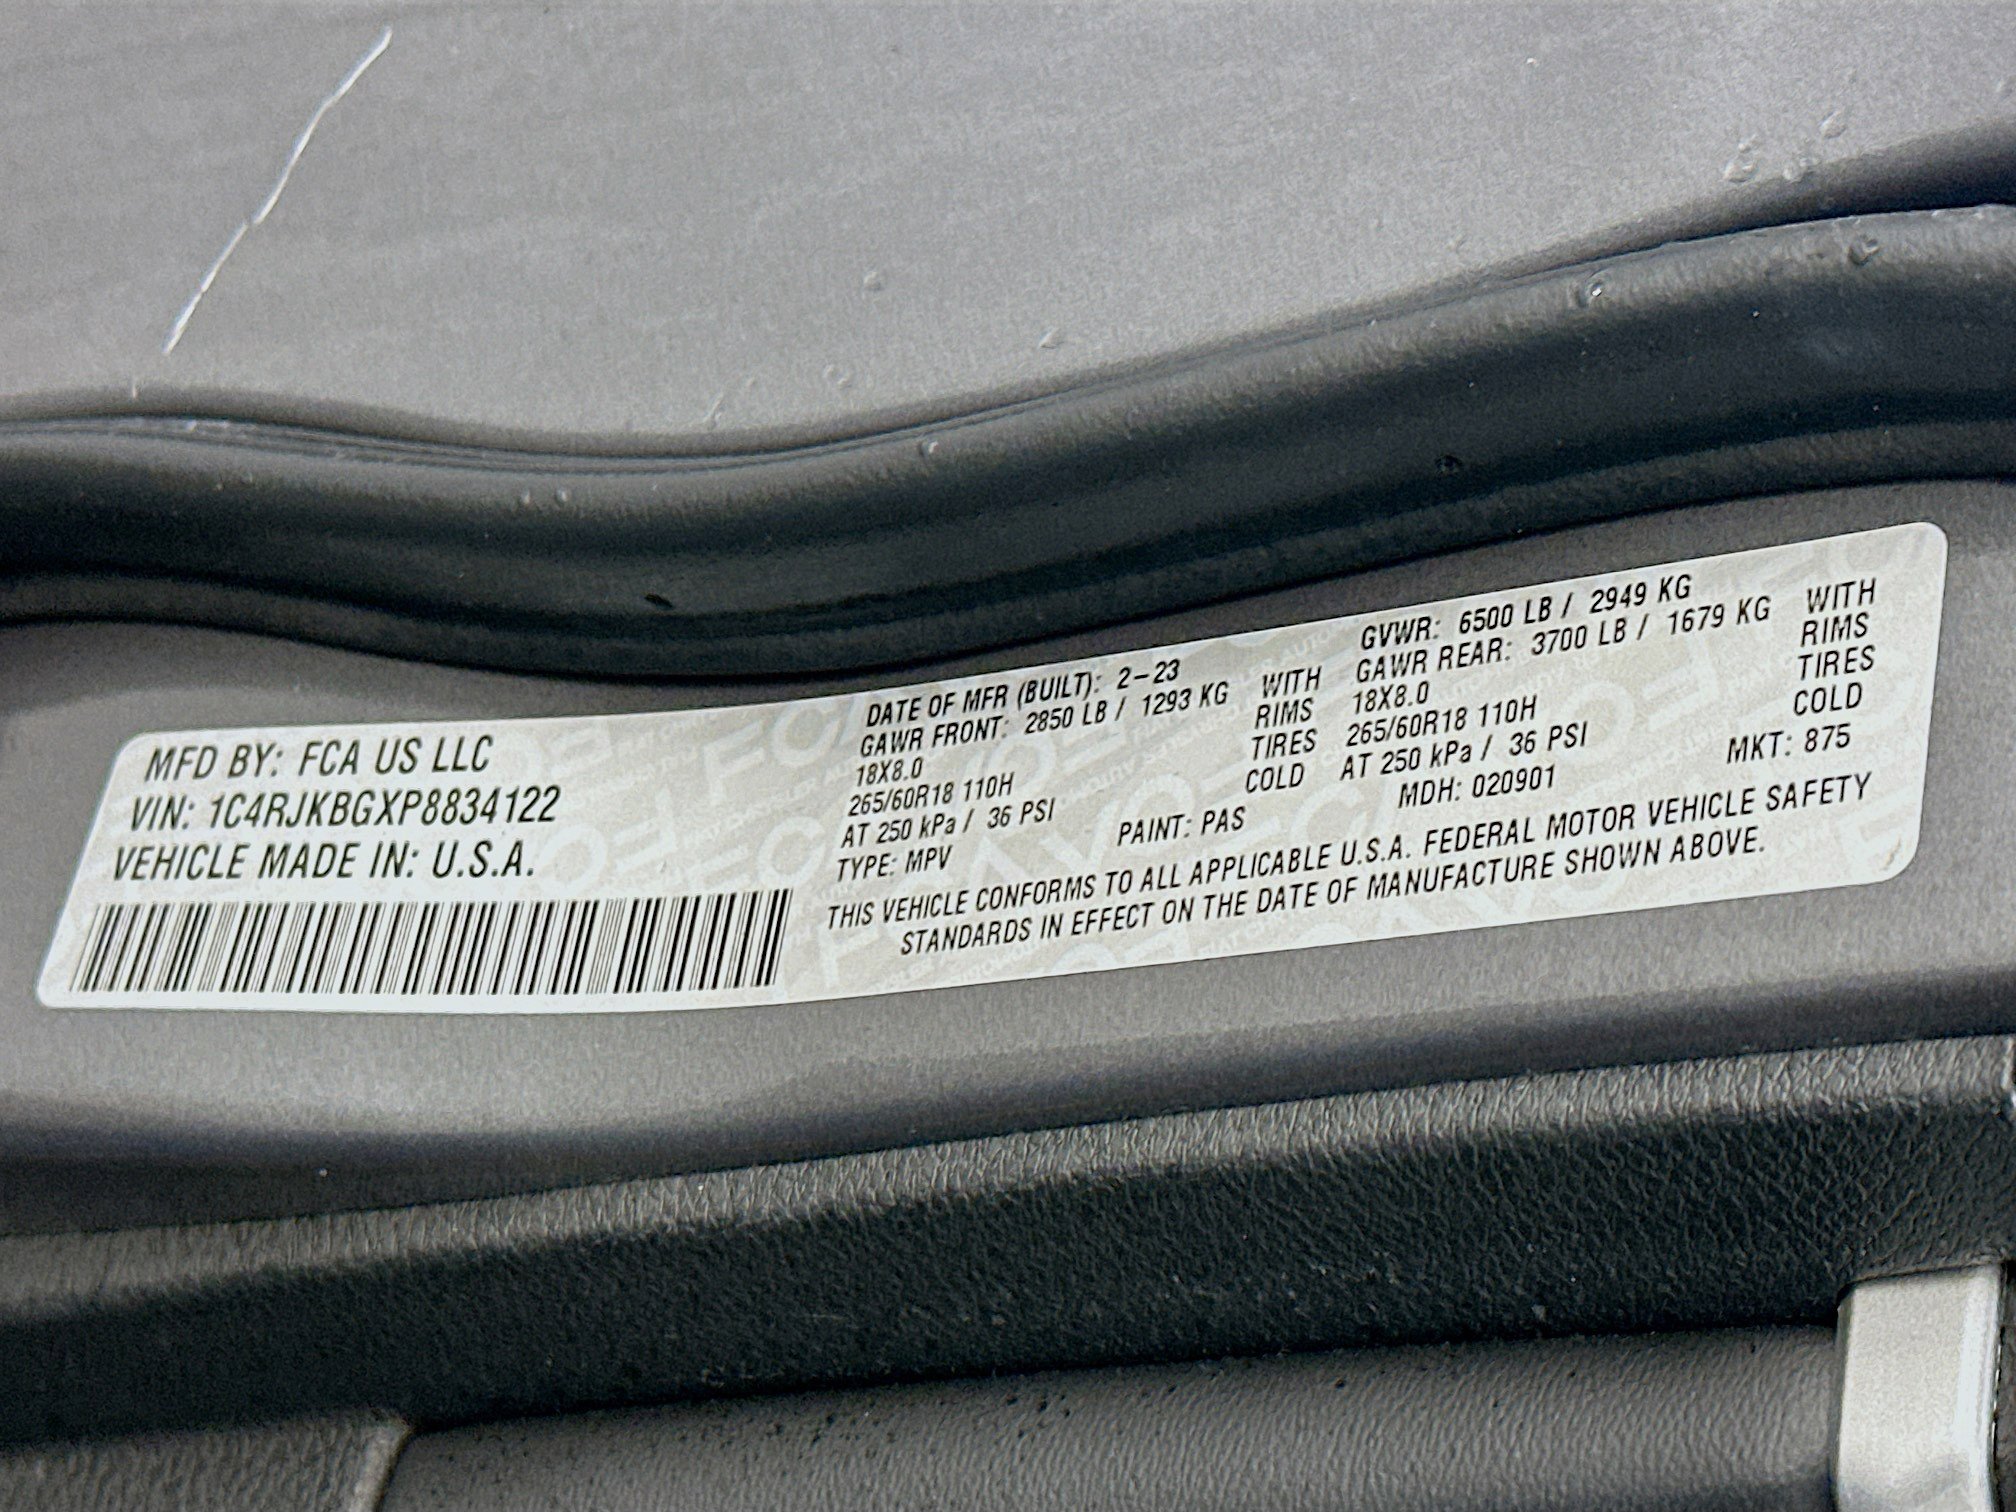 MFD BY: FCA US LLC
VIN: 1C4RJKBGXP8834122
VEHICLE MADE IN: U.S.A.
DATE OF MFR (BUILT): 2-23
GAWR FRONT: 2850 LB / 1293 KG WITH
18X8.0 RIMS
265/60R18 110H TIRES
AT 250 kPa / 36 PSI COLD
TYPE: MPV
PAINT: PAS
GVWR: 6500 LB / 2949 KG
GAWR REAR: 3700 LB / 1679 KG WITH
18X8.0 RIMS
265/60R18 110H TIRES
AT 250 kPa / 36 PSI COLD
MDH: 020901 MKT: 875
THIS VEHICLE CONFORMS TO ALL APPLICABLE U.S.A. FEDERAL MOTOR VEHICLE SAFETY
STANDARDS IN EFFECT ON THE DATE OF MANUFACTURE SHOWN ABOVE.